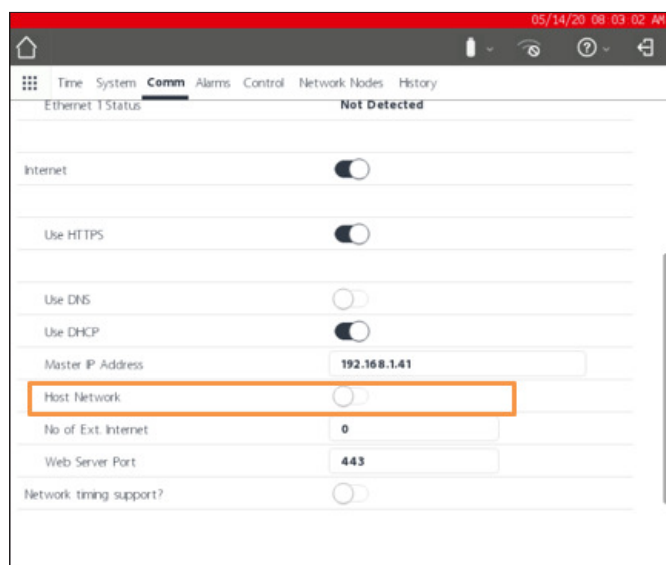 05/14/20 08 03 02 AM
Time System Comm Alarms Control Network Nodes History
Ethernet 1 Status Not Detected
Internet
Use HTTPS
Use DNS
Use DHCP
Master IP Address 192.168.1.41
Host Network
No of Ext. Internet 0
Web Server Port 443
Network timing support?